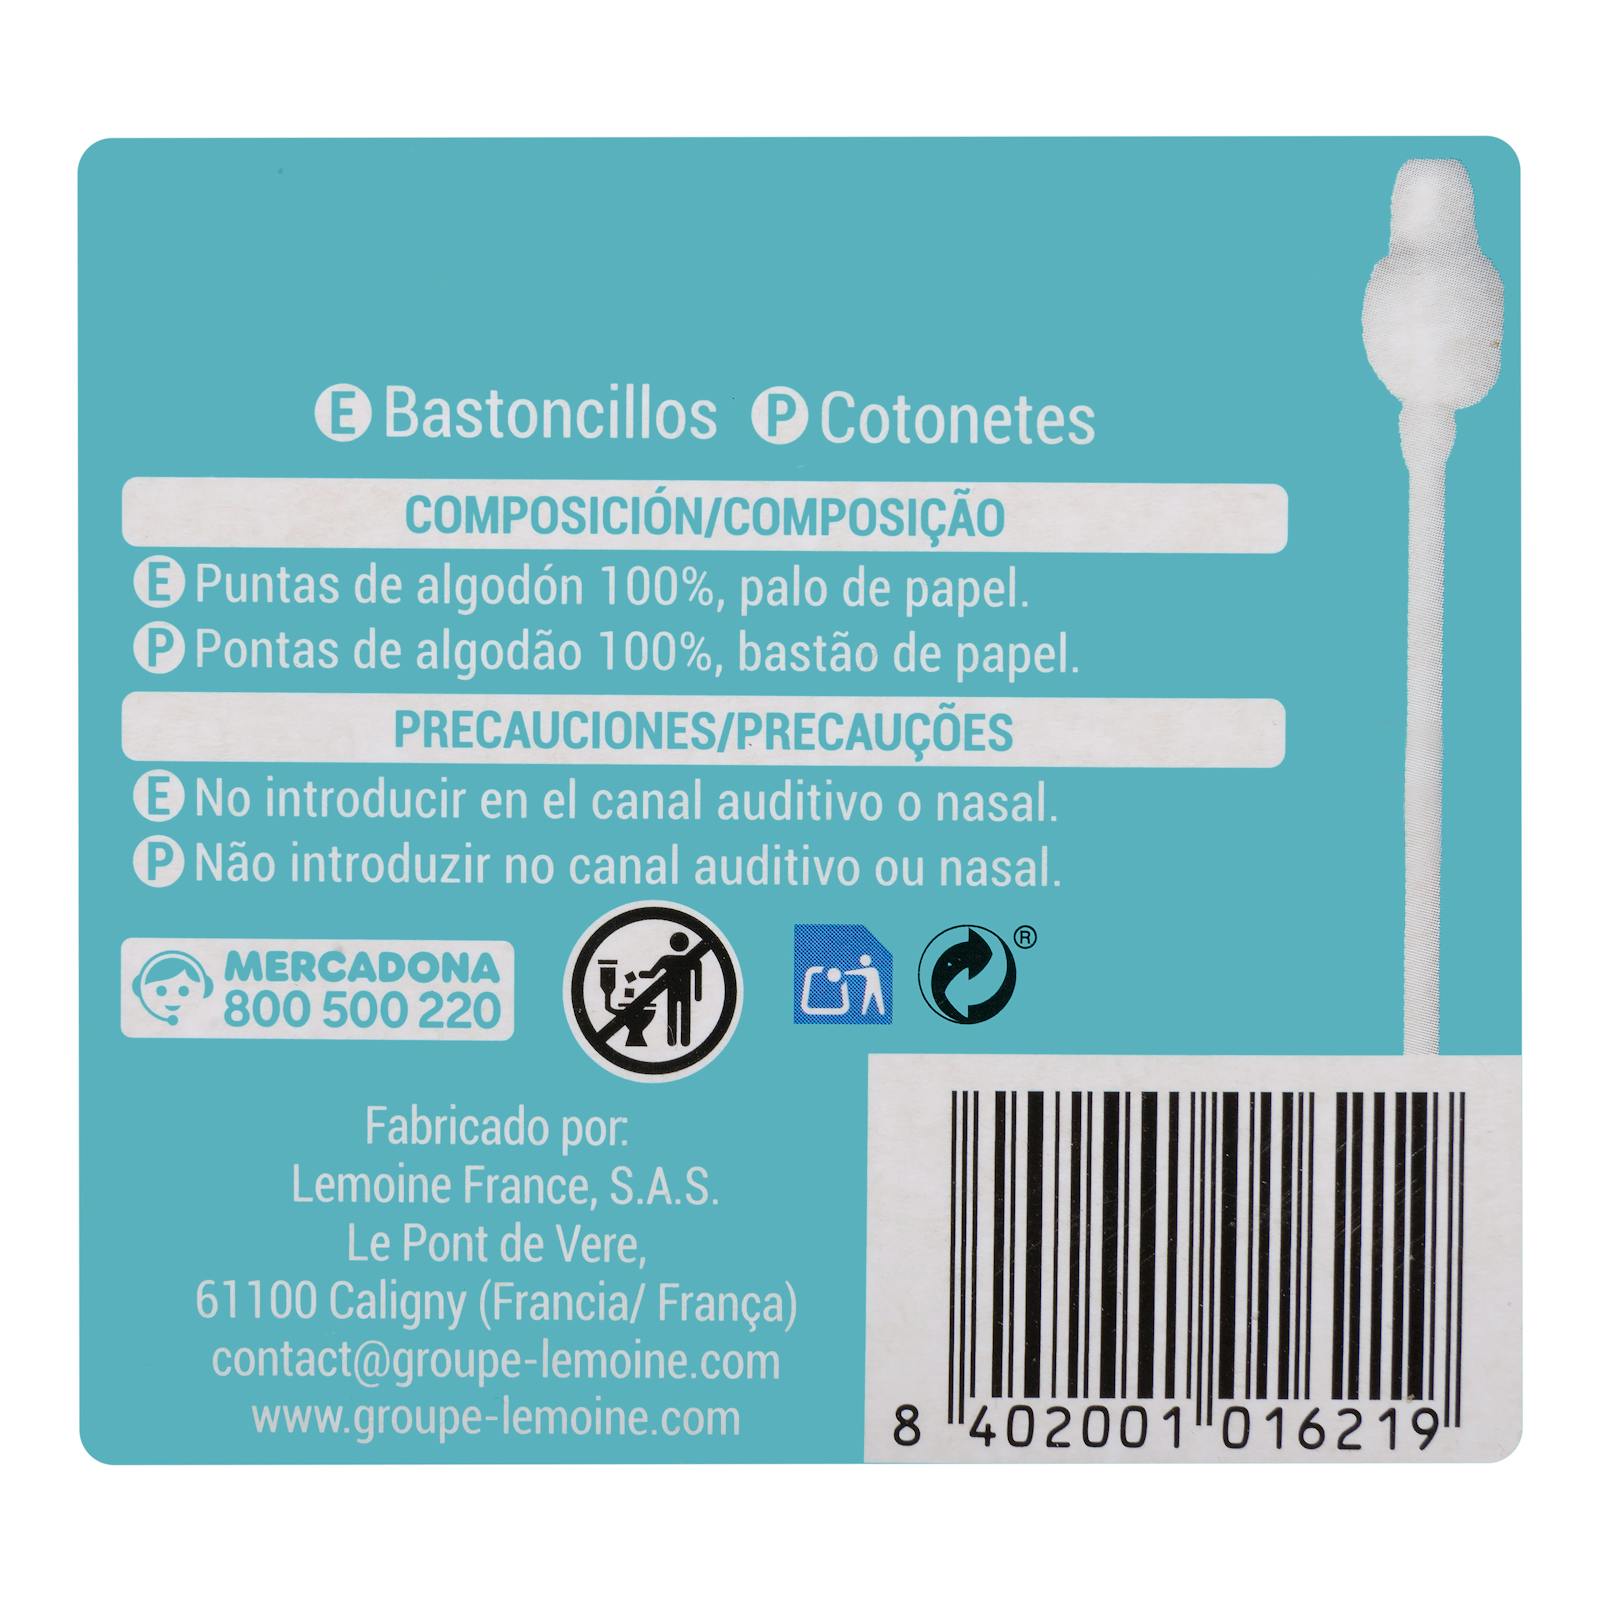 E Bastoncillos P Cotonetes
COMPOSICIÓN/COMPOSIÇÃO
E Puntas de algodón 100%, palo de papel.
P Pontas de algodão 100%, bastão de papel.
PRECAUCIONES/PRECAUÇÕES
E No introducir en el canal auditivo o nasal.
P Não introduzir no canal auditivo ou nasal.
MERCADONA
800 500 220
®
Fabricado por:
Lemoine France, S.A.S.
Le Pont de Vere,
61100 Caligny (Francia/ França)
contact@groupe-lemoine.com
www.groupe-lemoine.com
8 402001 016219